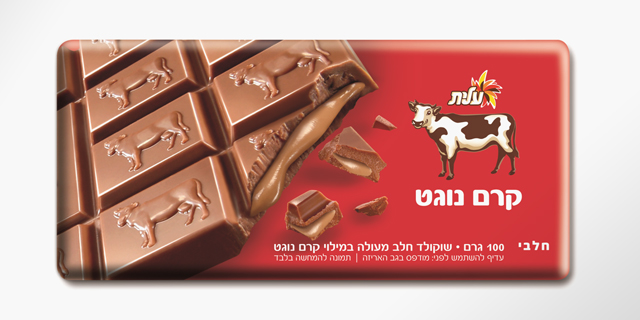 עלית
קרם נוגט
חלבי
100 גרם • שוקולד חלב מעולה במילוי קרם נוגט
עדיף להשתמש לפני: מודפס בגב האריזה | תמונה להמחשה בלבד